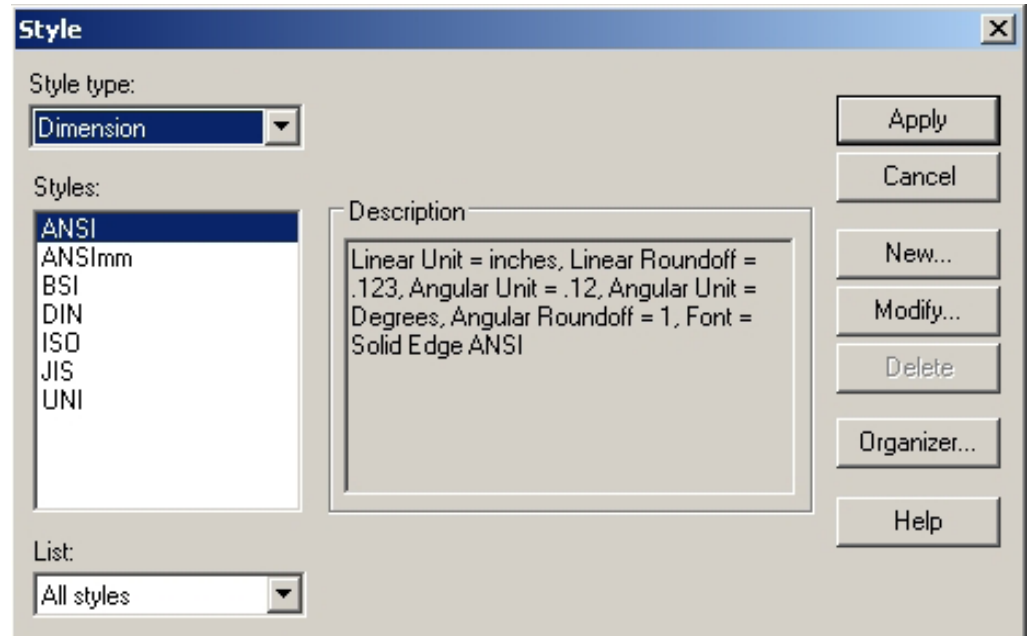 Style
Style type:
Dimension
Apply
Cancel
Styles:
ANSI
ANSImm
BSI
DIN
ISO
JIS
UNI
Description
Linear Unit = inches, Linear Roundoff =
.123, Angular Unit = .12, Angular Unit =
Degrees, Angular Roundoff = 1, Font =
Solid Edge ANSI
New...
Modify...
Delete
Organizer...
Help
List:
All styles